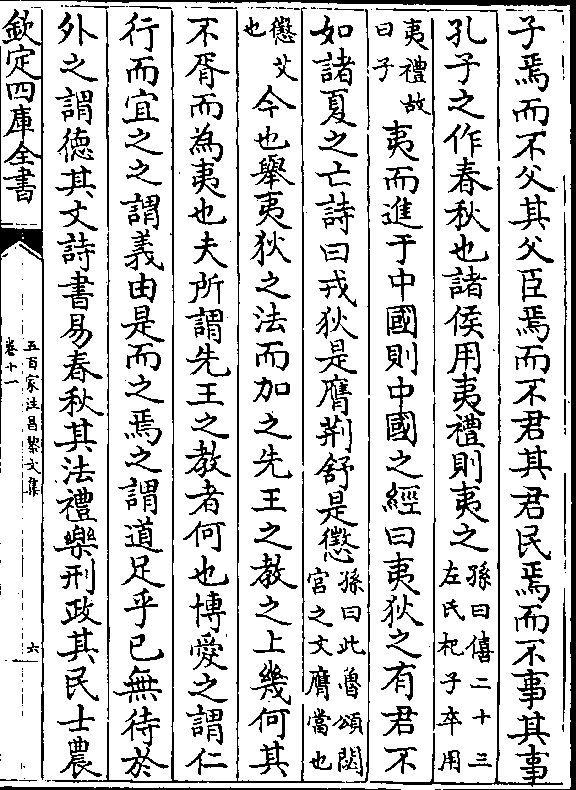 子焉而不父其父臣焉而不君其君民焉而不事其事
孔子之作春秋也諸侯用夷禮則夷之孫曰僖二十三左氏杞子卒用
夷禮故曰子夷而進于中國則中國之經曰夷狄之有君不
如諸夏之亡詩曰戎狄是膺荆舒是懲孫曰此魯頌閟宮之文膺當也
懲艾也今也舉夷狄之法而加之先王之教之上幾何其
不胥而為夷也夫所謂先王之教者何也博愛之謂仁
行而宜之之謂義由是而之焉之謂道足乎已無待於
外之謂德其文詩書易春秋其法禮樂刑政其民士農
欽定四庫全書
五百家注昌黎文集
卷十一
六